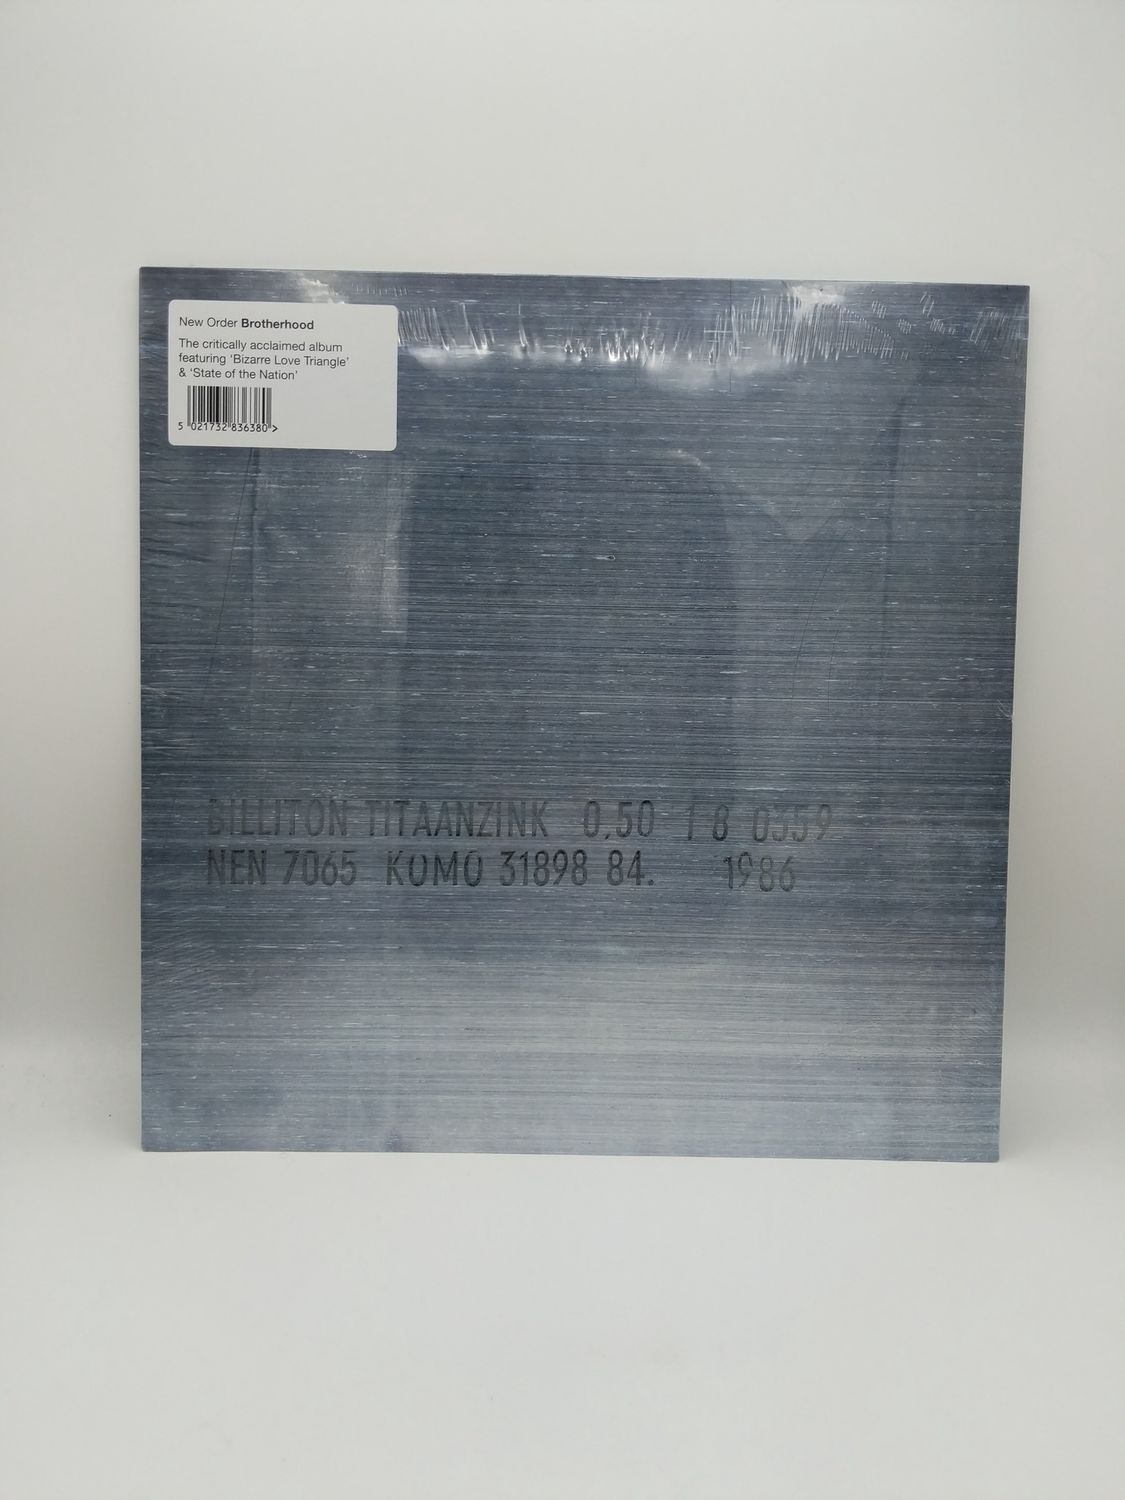 New Order Brotherhood
The critically acclaimed album
featuring ‘Bizarre Love Triangle’
& ‘State of the Nation’
5 021732 836380 >
BILLITON TITAANZINK 0,50 1 8 0359
NEN 7065 KOMO 31898 84. 1986